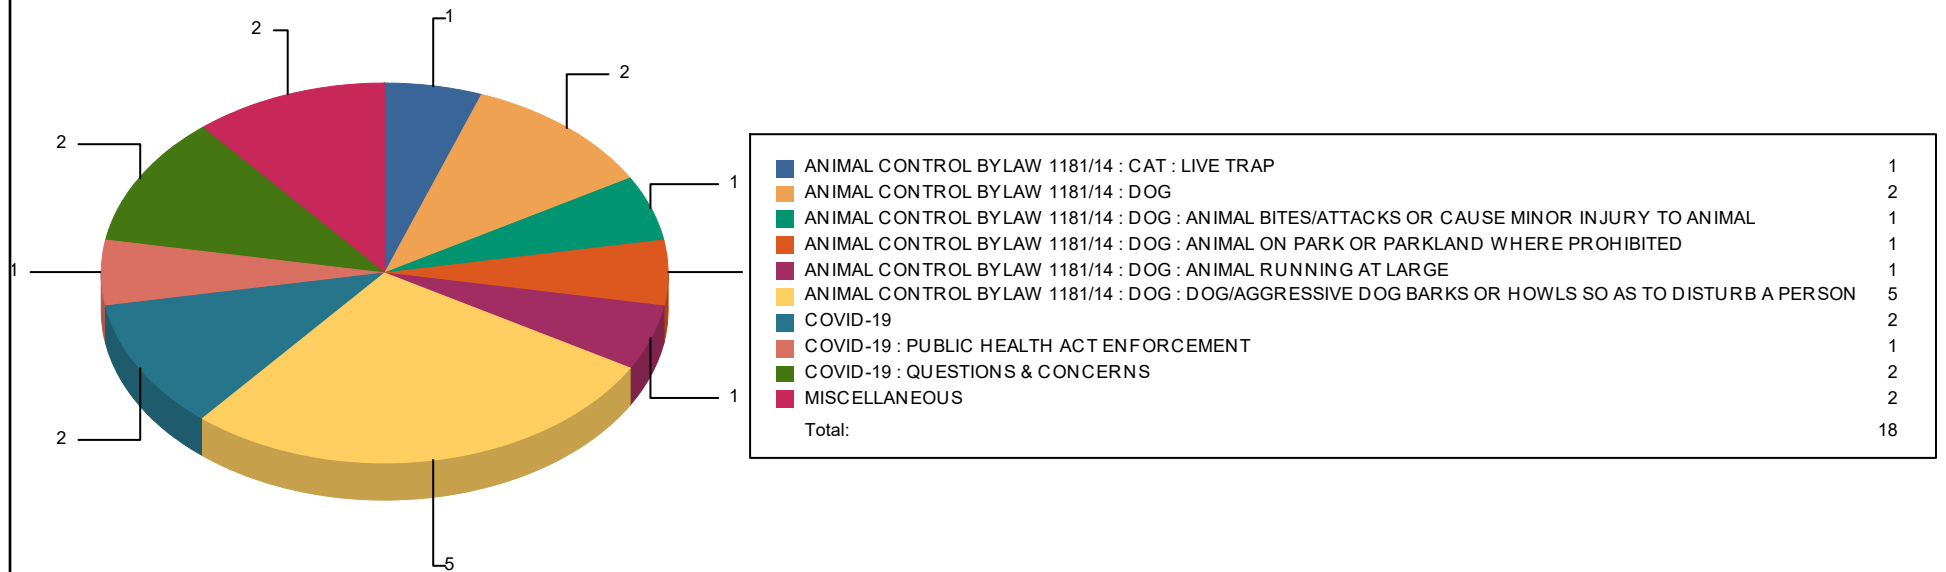 1
2
2
2
1
1
1
2
5
ANIMAL CONTROL BYLAW 1181/14 : CAT : LIVE TRAP 1
ANIMAL CONTROL BYLAW 1181/14 : DOG 2
ANIMAL CONTROL BYLAW 1181/14 : DOG : ANIMAL BITES/ATTACKS OR CAUSE MINOR INJURY TO ANIMAL 1
ANIMAL CONTROL BYLAW 1181/14 : DOG : ANIMAL ON PARK OR PARKLAND WHERE PROHIBITED 1
ANIMAL CONTROL BYLAW 1181/14 : DOG : ANIMAL RUNNING AT LARGE 1
ANIMAL CONTROL BYLAW 1181/14 : DOG : DOG/AGGRESSIVE DOG BARKS OR HOWLS SO AS TO DISTURB A PERSON 5
COVID-19 2
COVID-19 : PUBLIC HEALTH ACT ENFORCEMENT 1
COVID-19 : QUESTIONS & CONCERNS 2
MISCELLANEOUS 2
Total: 18